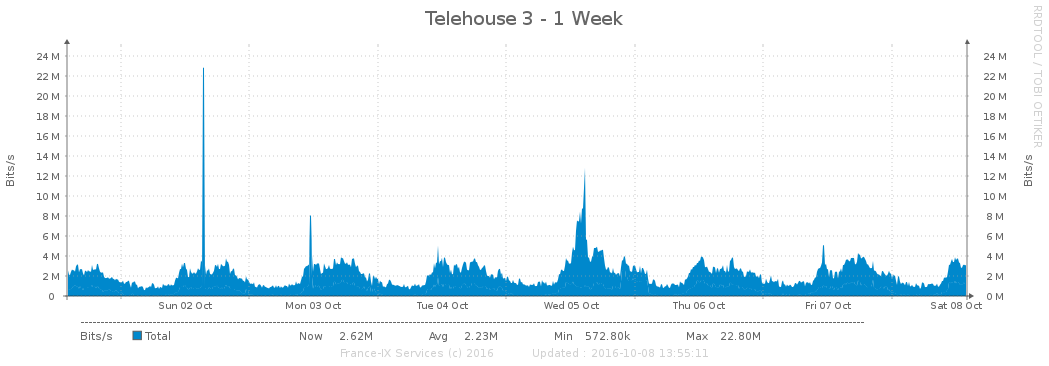 Telehouse 3 - 1 Week
RRDTOOL / TOBI OETIKER
Bits/s
24 M
22 M
20 M
18 M
16 M
14 M
12 M
10 M
8 M
6 M
4 M
2 M
0
24 M
22 M
20 M
18 M
16 M
14 M
12 M
10 M
8 M
6 M
4 M
2 M
0 M
Bits/s
Sun 02 Oct Mon 03 Oct Tue 04 Oct Wed 05 Oct Thu 06 Oct Fri 07 Oct Sat 08 Oct
Bits/s Total Now 2.62M Avg 2.23M Min 572.80k Max 22.80M
France-IX Services (c) 2016 Updated : 2016-10-08 13:55:11